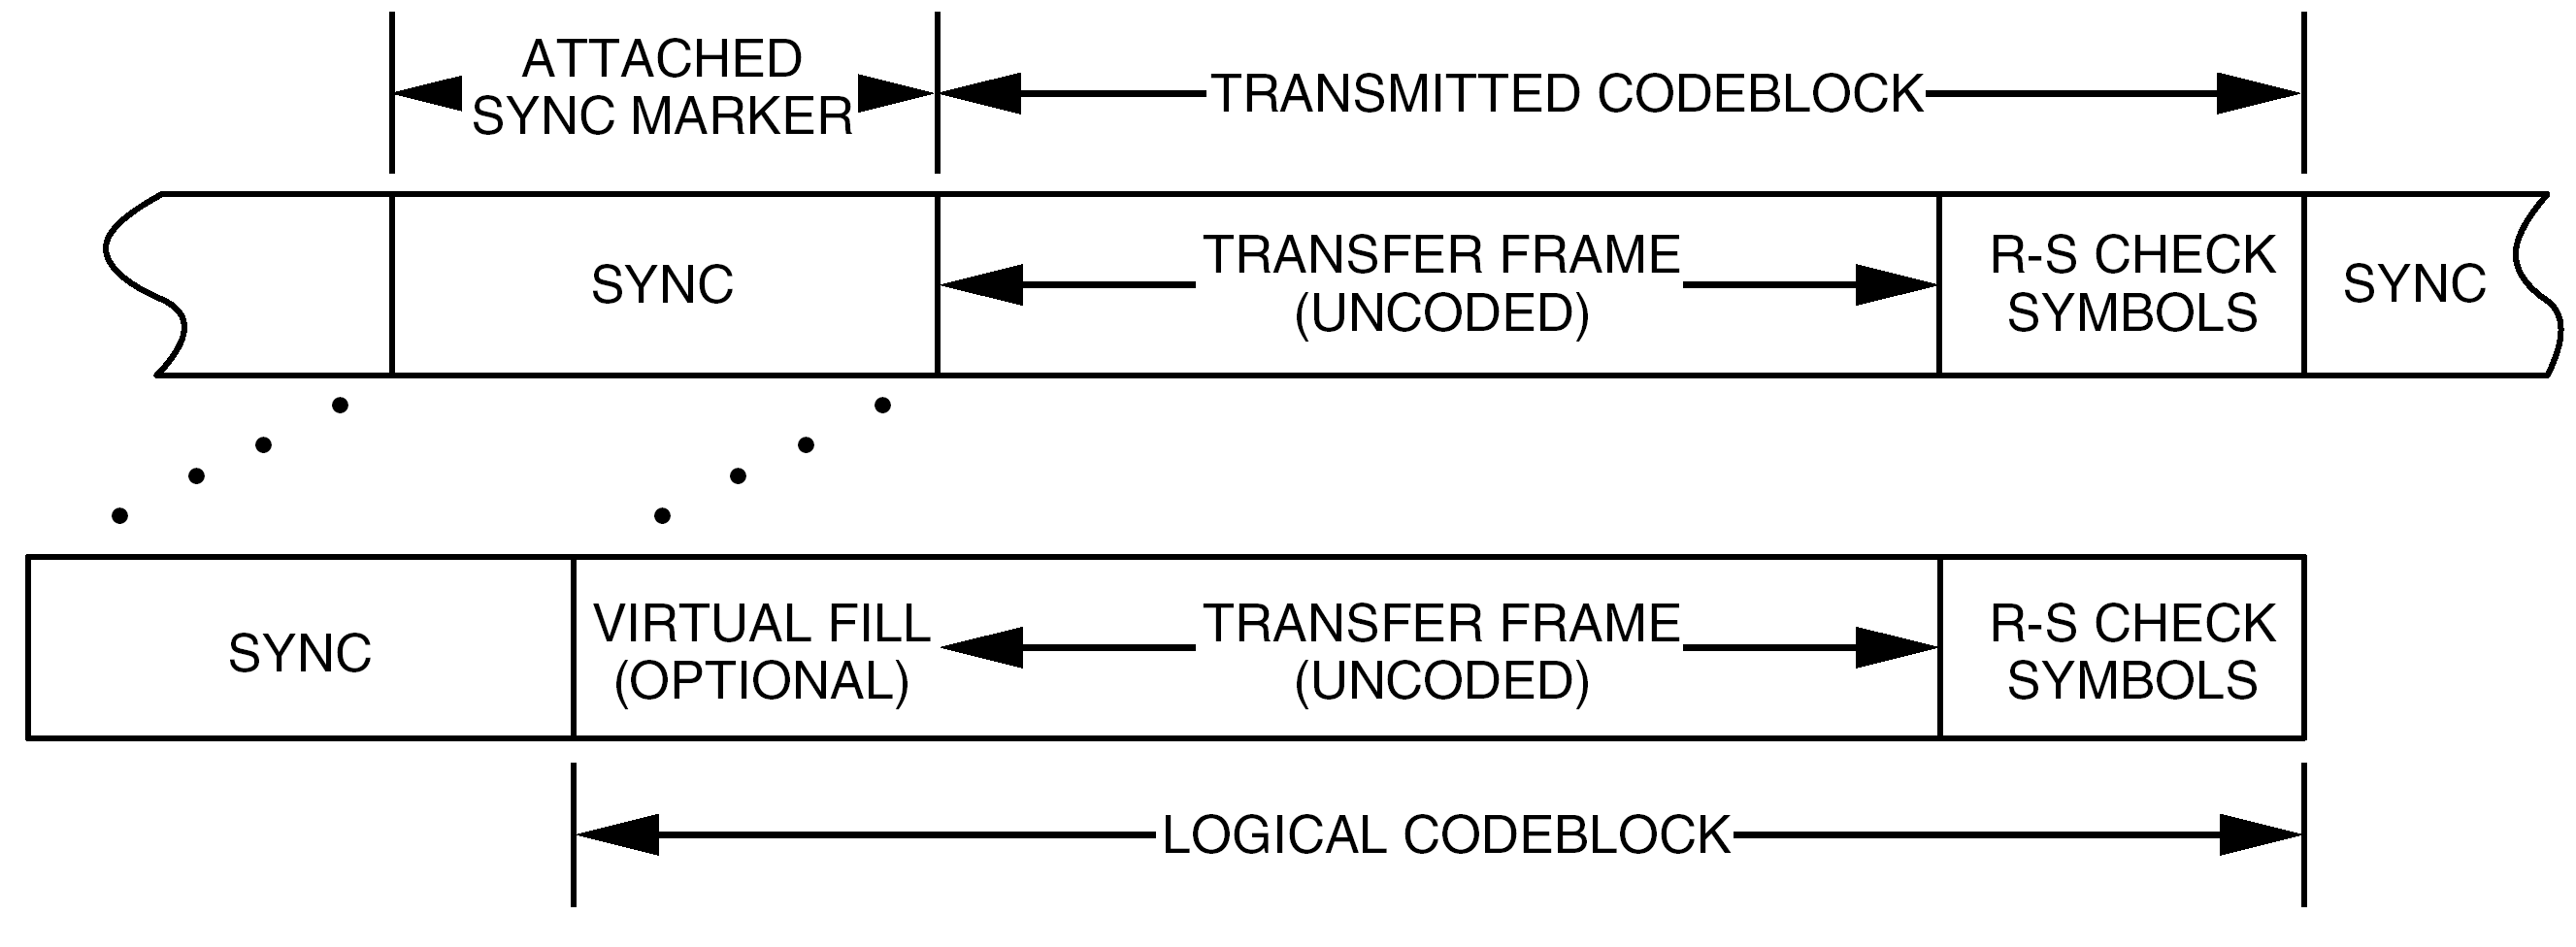 ATTACHED
SYNC MARKER
TRANSMITTED CODEBLOCK
SYNC
TRANSFER FRAME
(UNCODED)
R-S CHECK
SYMBOLS
SYNC
SYNC
VIRTUAL FILL
(OPTIONAL)
TRANSFER FRAME
(UNCODED)
R-S CHECK
SYMBOLS
LOGICAL CODEBLOCK